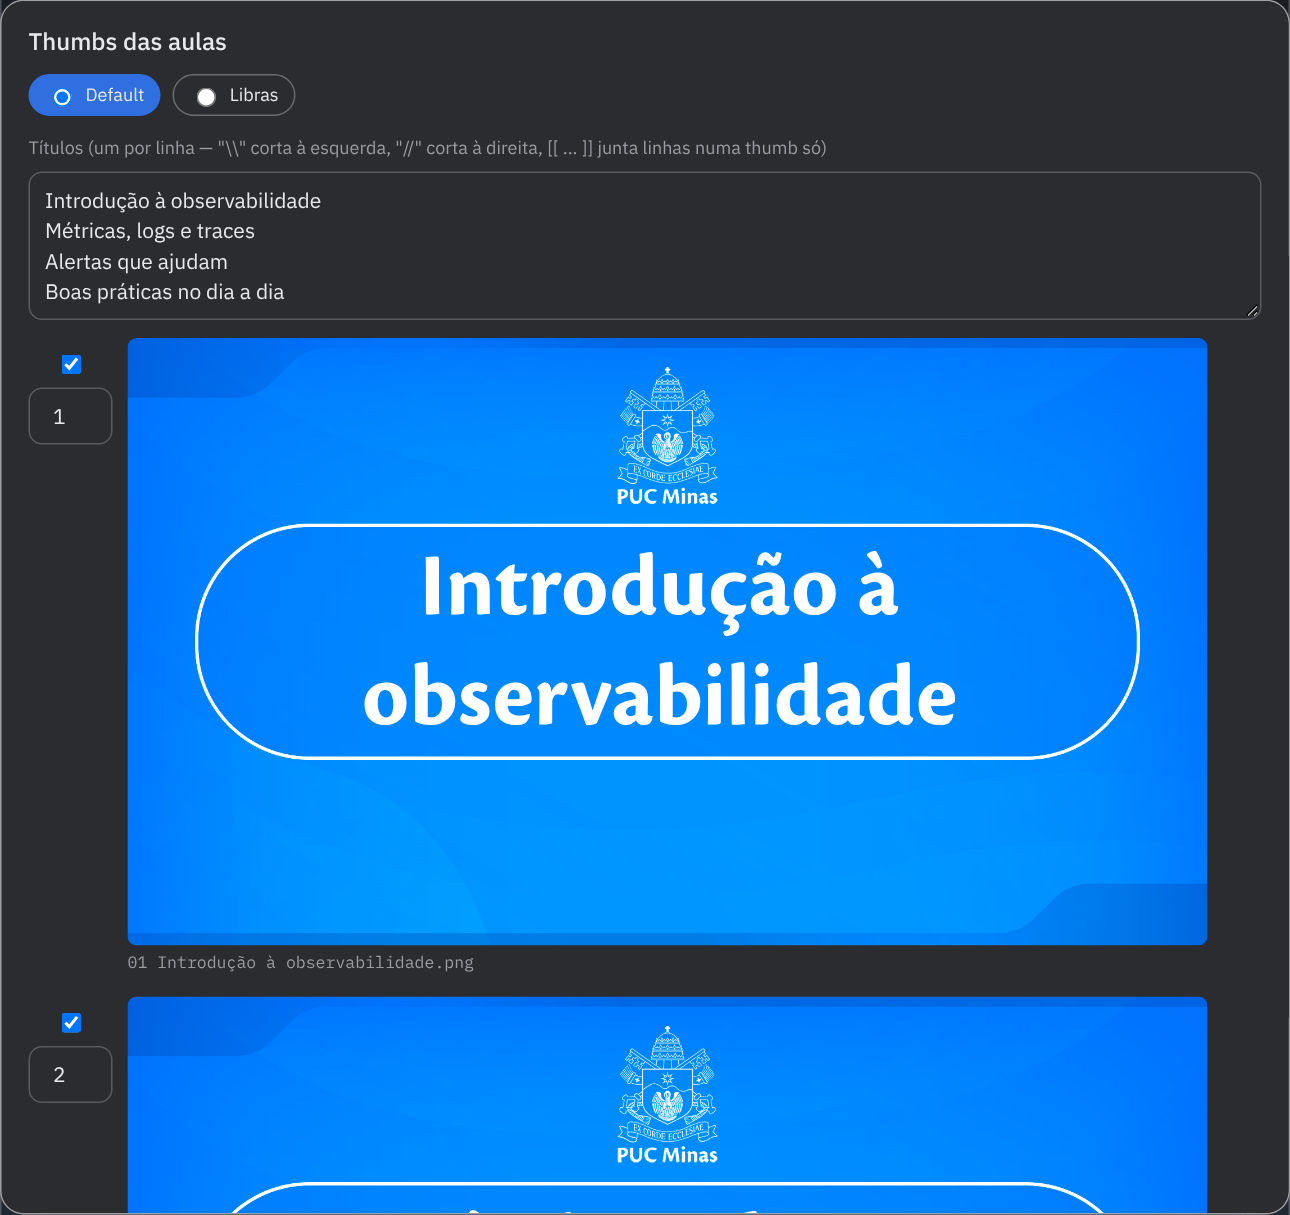 Thumbs das aulas
Default
Libras
Títulos (um por linha — "\\" corta à esquerda, "//" corta à direita, [[ ... ]] junta linhas numa thumb só)
Introdução à observabilidade
Métricas, logs e traces
Alertas que ajudam
Boas práticas no dia a dia
1
EX CORDE ECCLESIAE
PUC Minas
Introdução à
observabilidade
01 Introdução à observabilidade.png
2
EX CORDE ECCLESIAE
PUC Minas